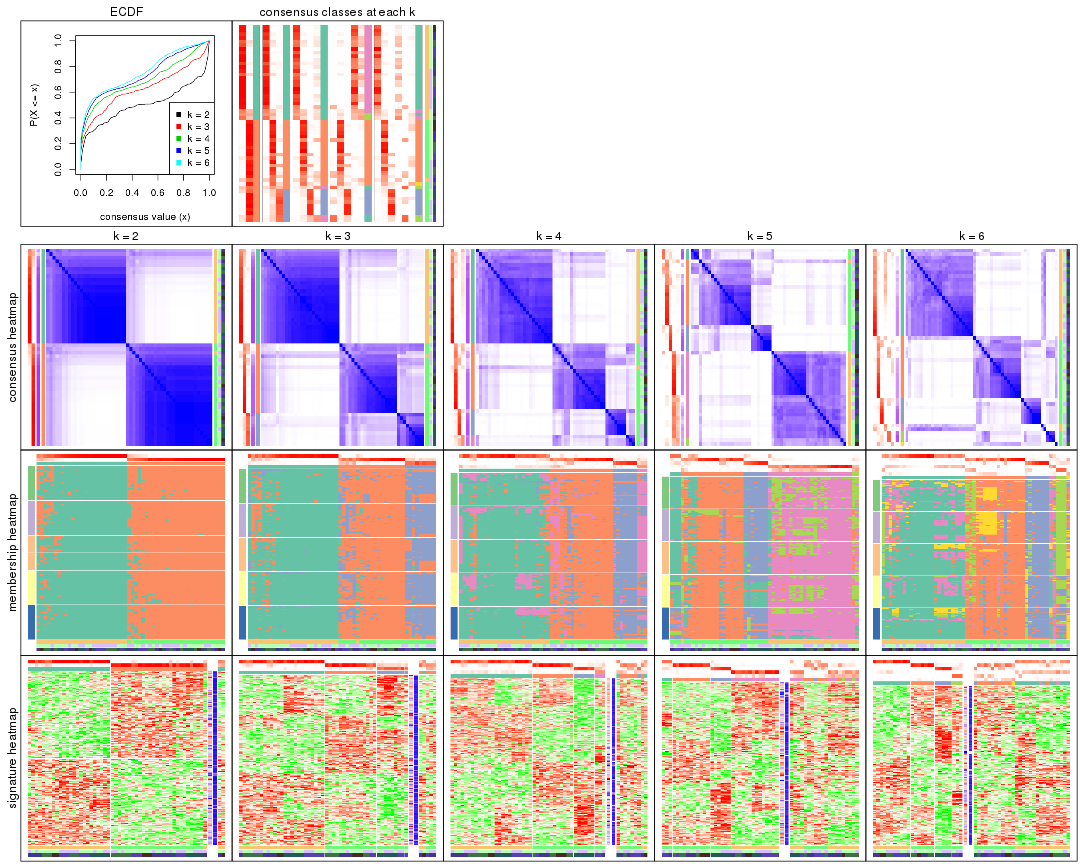 ECDF
consensus classes at each k
P(X <= x)
0.0 0.2 0.4 0.6 0.8 1.0
k = 2
k = 3
k = 4
k = 5
k = 6
0.0 0.2 0.4 0.6 0.8 1.0
consensus value (x)
k = 2 k = 3 k = 4 k = 5 k = 6
consensus heatmap
membership heatmap
signature heatmap